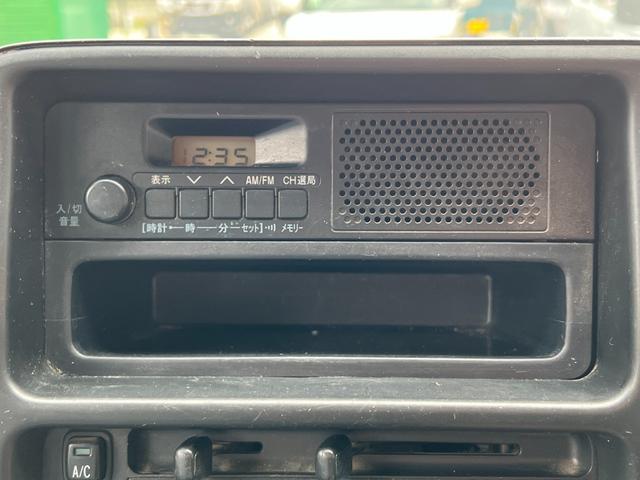 12:35
表示 ∨ ∧ AM/FM CH選局
入/切
音量
[時計 時 分 セット] メモリー
A/C